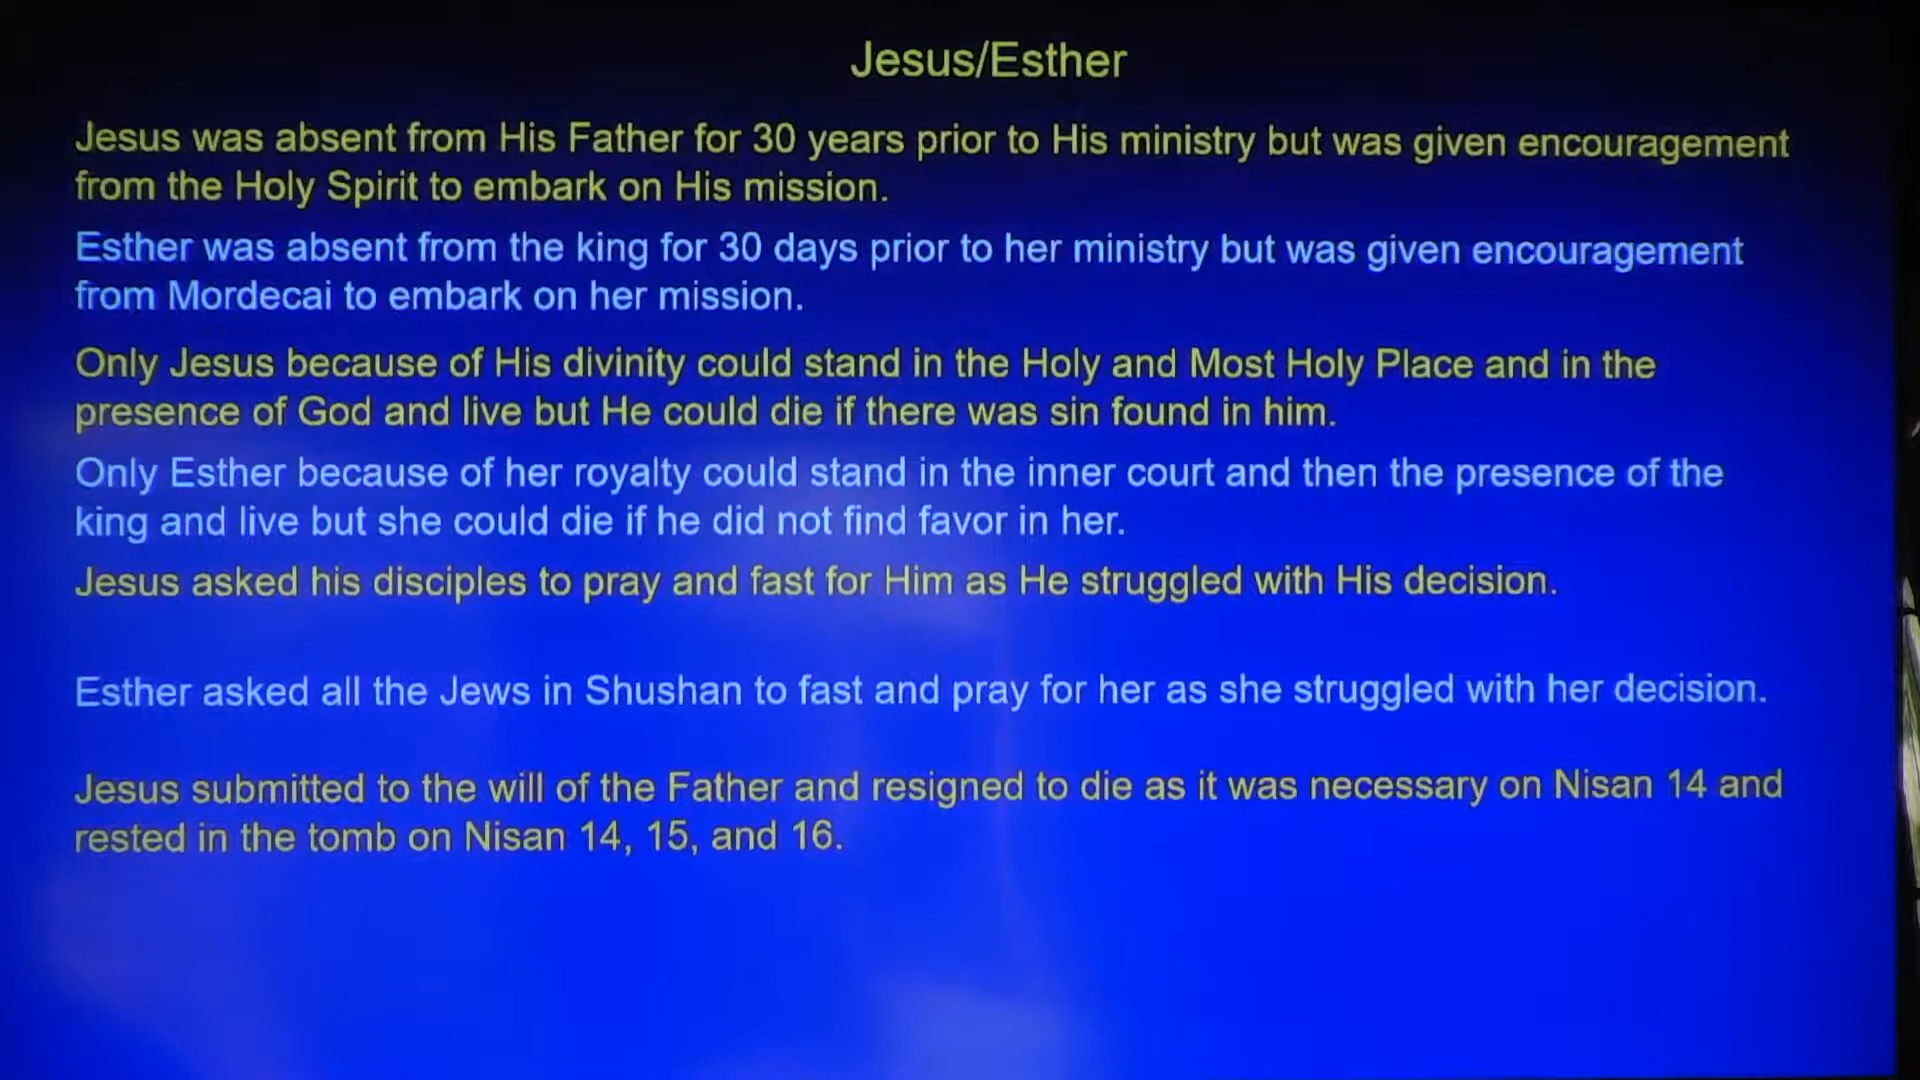 Jesus/Esther
Jesus was absent from His Father for 30 years prior to His ministry but was given encouragement
from the Holy Spirit to embark on His mission.
Esther was absent from the king for 30 days prior to her ministry but was given encouragement
from Mordecai to embark on her mission.
Only Jesus because of His divinity could stand in the Holy and Most Holy Place and in the
presence of God and live but He could die if there was sin found in him.
Only Esther because of her royalty could stand in the inner court and then the presence of the
king and live but she could die if he did not find favor in her.
Jesus asked his disciples to pray and fast for Him as He struggled with His decision.
Esther asked all the Jews in Shushan to fast and pray for her as she struggled with her decision.
Jesus submitted to the will of the Father and resigned to die as it was necessary on Nisan 14 and
rested in the tomb on Nisan 14, 15, and 16.